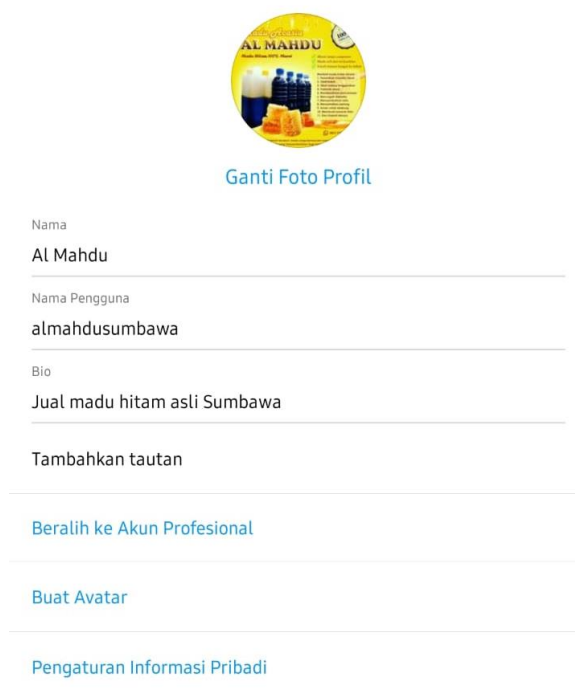 AL MAHDU
Ganti Foto Profil
Nama
Al Mahdu
Nama Pengguna
almahdusumbawa
Bio
Jual madu hitam asli Sumbawa
Tambahkan tautan
Beralih ke Akun Profesional
Buat Avatar
Pengaturan Informasi Pribadi